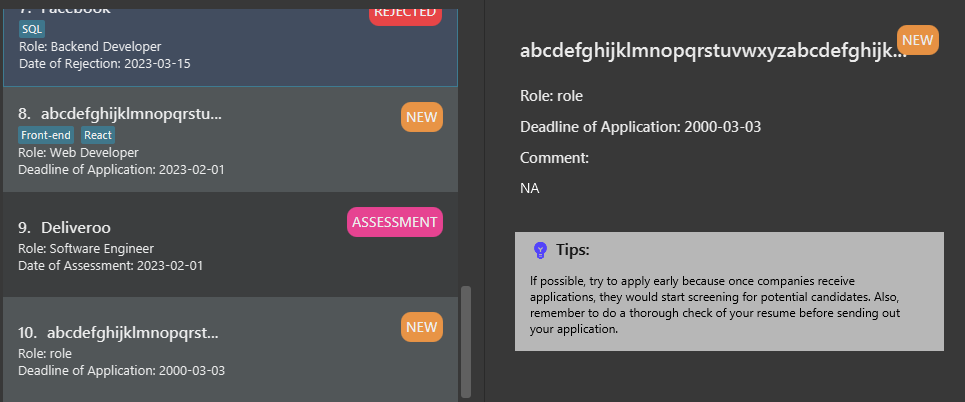 7. Facebook
REJECTED
SQL
Role: Backend Developer
Date of Rejection: 2023-03-15
8. abcdefghijklmnopqrstu...
NEW
Front-end React
Role: Web Developer
Deadline of Application: 2023-02-01
9. Deliveroo
ASSESSMENT
Role: Software Engineer
Date of Assessment: 2023-02-01
10. abcdefghijklmnopqrst...
NEW
Role: role
Deadline of Application: 2000-03-03
NEW
abcdefghijklmnopqrstuvwxyzabcdefghijk...
Role: role
Deadline of Application: 2000-03-03
Comment:
NA
Tips:
If possible, try to apply early because once companies receive
applications, they would start screening for potential candidates. Also,
remember to do a thorough check of your resume before sending out
your application.